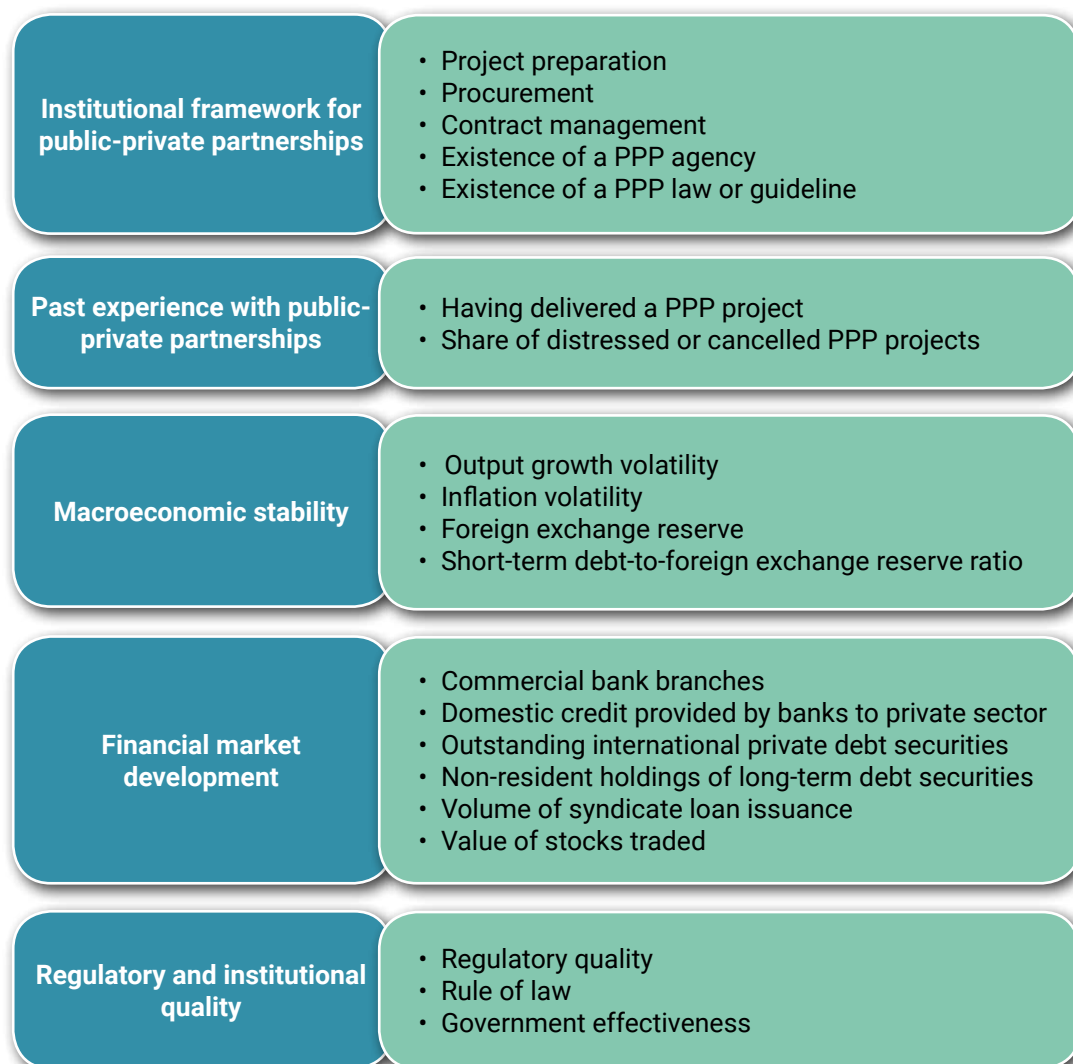 Institutional framework for
public-private partnerships
• Project preparation
• Procurement
• Contract management
• Existence of a PPP agency
• Existence of a PPP law or guideline
Past experience with public-
private partnerships
• Having delivered a PPP project
• Share of distressed or cancelled PPP projects
Macroeconomic stability
• Output growth volatility
• Inflation volatility
• Foreign exchange reserve
• Short-term debt-to-foreign exchange reserve ratio
Financial market
development
• Commercial bank branches
• Domestic credit provided by banks to private sector
• Outstanding international private debt securities
• Non-resident holdings of long-term debt securities
• Volume of syndicate loan issuance
• Value of stocks traded
Regulatory and institutional
quality
• Regulatory quality
• Rule of law
• Government effectiveness